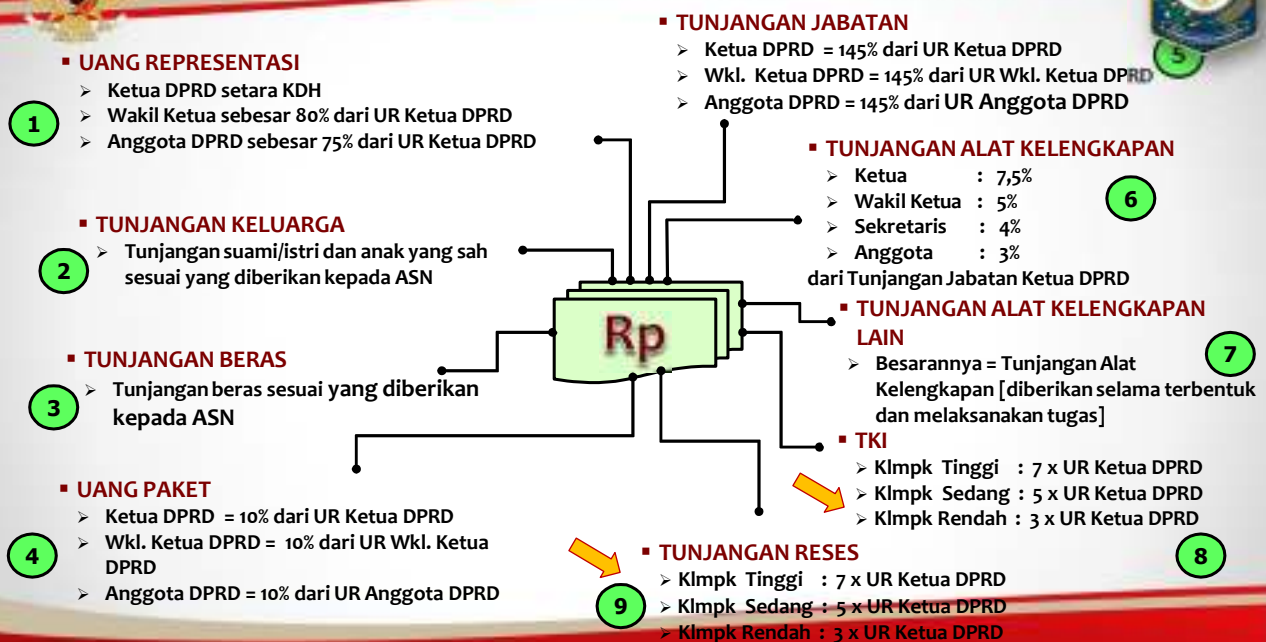 ▪ UANG REPRESENTASI
➢ Ketua DPRD setara KDH
➢ Wakil Ketua sebesar 80% dari UR Ketua DPRD
➢ Anggota DPRD sebesar 75% dari UR Ketua DPRD
1
▪ TUNJANGAN KELUARGA
➢ Tunjangan suami/istri dan anak yang sah
sesuai yang diberikan kepada ASN
2
▪ TUNJANGAN BERAS
➢ Tunjangan beras sesuai yang diberikan
kepada ASN
3
▪ UANG PAKET
➢ Ketua DPRD = 10% dari UR Ketua DPRD
➢ Wkl. Ketua DPRD = 10% dari UR Wkl. Ketua
DPRD
➢ Anggota DPRD = 10% dari UR Anggota DPRD
4
Rp
▪ TUNJANGAN JABATAN
➢ Ketua DPRD = 145% dari UR Ketua DPRD
➢ Wkl. Ketua DPRD = 145% dari UR Wkl. Ketua DPRD
➢ Anggota DPRD = 145% dari UR Anggota DPRD
5
▪ TUNJANGAN ALAT KELENGKAPAN
➢ Ketua : 7,5%
➢ Wakil Ketua : 5%
➢ Sekretaris : 4%
➢ Anggota : 3%
dari Tunjangan Jabatan Ketua DPRD
6
▪ TUNJANGAN ALAT KELENGKAPAN
LAIN
➢ Besarannya = Tunjangan Alat
Kelengkapan [diberikan selama terbentuk
dan melaksanakan tugas]
7
▪ TKI
➢ Klmpk Tinggi : 7 x UR Ketua DPRD
➢ Klmpk Sedang : 5 x UR Ketua DPRD
➢ Klmpk Rendah : 3 x UR Ketua DPRD
8
▪ TUNJANGAN RESES
➢ Klmpk Tinggi : 7 x UR Ketua DPRD
➢ Klmpk Sedang : 5 x UR Ketua DPRD
➢ Klmpk Rendah : 3 x UR Ketua DPRD
9